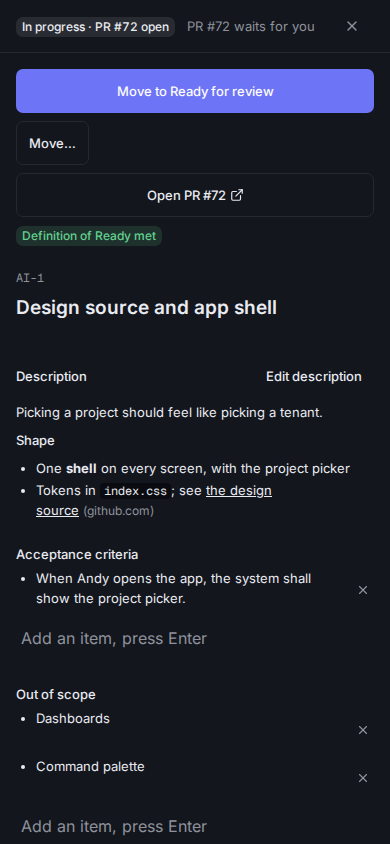 In progress · PR #72 open PR #72 waits for you
Move to Ready for review
Move...
Open PR #72
Definition of Ready met
AI-1
Design source and app shell
Description Edit description
Picking a project should feel like picking a tenant.
Shape
• One shell on every screen, with the project picker
• Tokens in index.css; see the design
source (github.com)
Acceptance criteria
• When Andy opens the app, the system shall
show the project picker.
Add an item, press Enter
Out of scope
• Dashboards
• Command palette
Add an item, press Enter